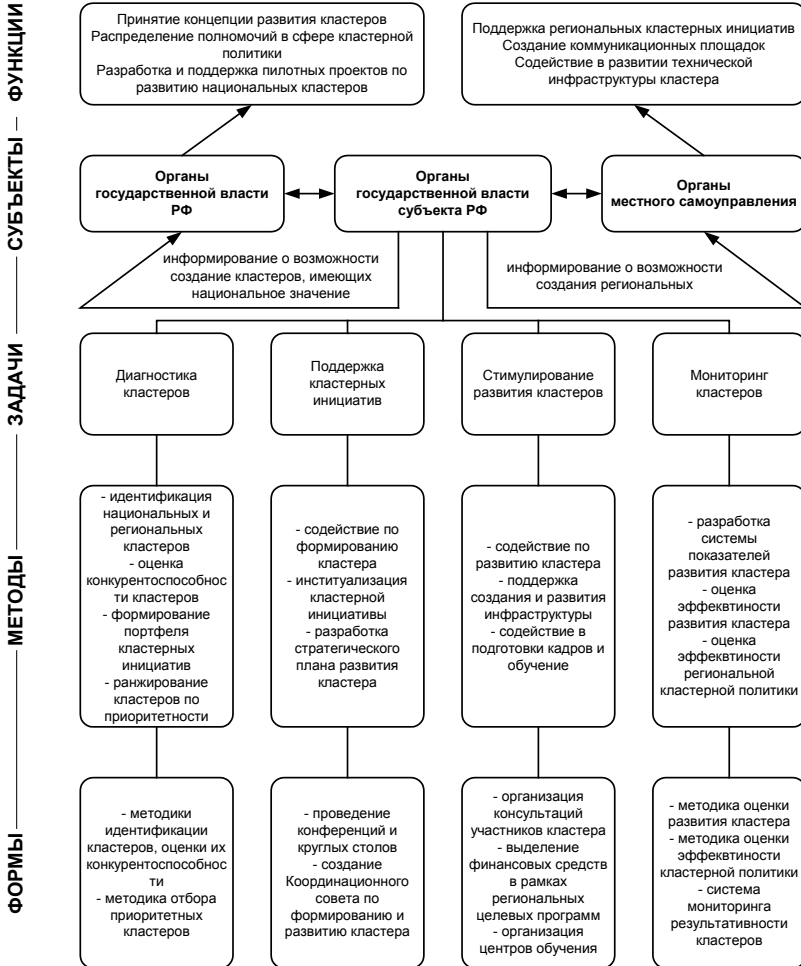 ФУНКЦИИ
Принятие концепции развития кластеров
Распределение полномочий в сфере кластерной
политики
Разработка и поддержка пилотных проектов по
развитию национальных кластеров
Поддержка региональных кластерных инициатив
Создание коммуникационных площадок
Содействие в развитии технической
инфраструктуры кластера
СУБЪЕКТЫ
Органы
государственной власти
РФ
Органы
государственной власти
субъекта РФ
Органы
местного самоуправления
информирование о возможности
создание кластеров, имеющих
национальное значение
информирование о возможности
создания региональных
ЗАДАЧИ
Диагностика
кластеров
Поддержка
кластерных
инициатив
Стимулирование
развития кластеров
Мониторинг
кластеров
МЕТОДЫ
- идентификация
национальных и
региональных
кластеров
- оценка
конкурентоспособнос
ти кластеров
- формирование
портфеля
кластерных
инициатив
- ранжирование
кластеров по
приоритетности
- содействие по
формированию
кластера
- институализация
кластерной
инициативы
- разработка
стратегического
плана развития
кластера
- содействие по
развитию кластера
- поддержка
создания и развития
инфраструктуры
- содействие в
подготовки кадров и
обучение
- разработка
системы
показателей
развития кластера
- оценка
эффеквтиности
развития кластера
- оценка
эффеквтиности
региональной
кластерной политики
ФОРМЫ
- методики
идентификации
кластеров, оценки их
конкурентоспособнос
ти
- методика отбора
приоритетных
кластеров
- проведение
конференций и
круглых столов
- создание
Координационного
совета по
формированию и
развитию кластера
- организация
консультаций
участников кластера
- выделение
финансовых средств
в рамках
региональных
целевых программ
- организация
центров обучения
- методика оценки
развития кластера
- методика оценки
эффеквтиности
кластерной политики
- система
мониторинга
результативности
кластеров